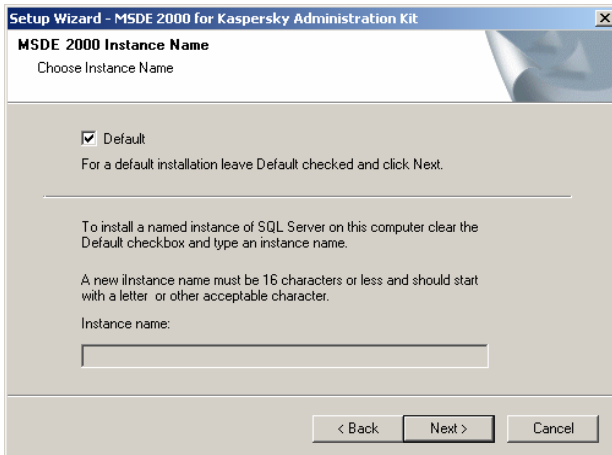 Setup Wizard - MSDE 2000 for Kaspersky Administration Kit
MSDE 2000 Instance Name
Choose Instance Name
Default
For a default installation leave Default checked and click Next.
To install a named instance of SQL Server on this computer clear the
Default checkbox and type an instance name.
A new iInstance name must be 16 characters or less and should start
with a letter or other acceptable character.
Instance name:
< Back Next > Cancel